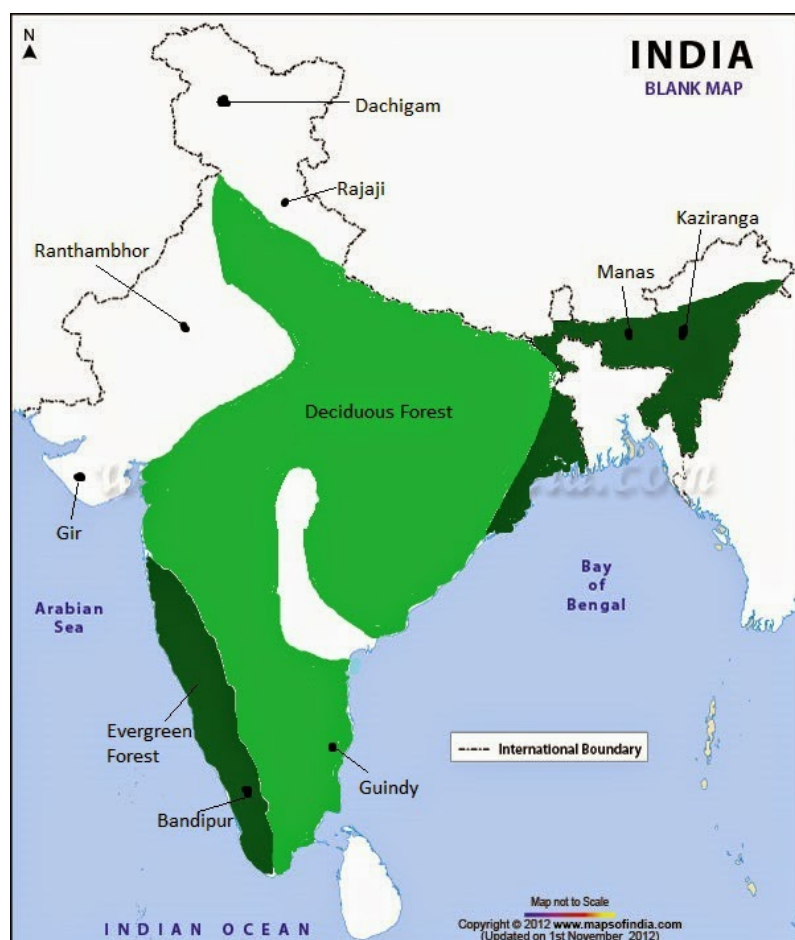 N
INDIA
BLANK MAP
Dachigam
Rajaji
Kaziranga
Ranthambhor
Manas
Deciduous Forest
Gir
Bay
of
Bengal
Arabian
Sea
Evergreen
Forest
International Boundary
Guindy
Bandipur
Map not to Scale
INDIAN OCEAN
Copyright © 2012 www.mapsofindia.com
(Updated on 1st November, 2012)